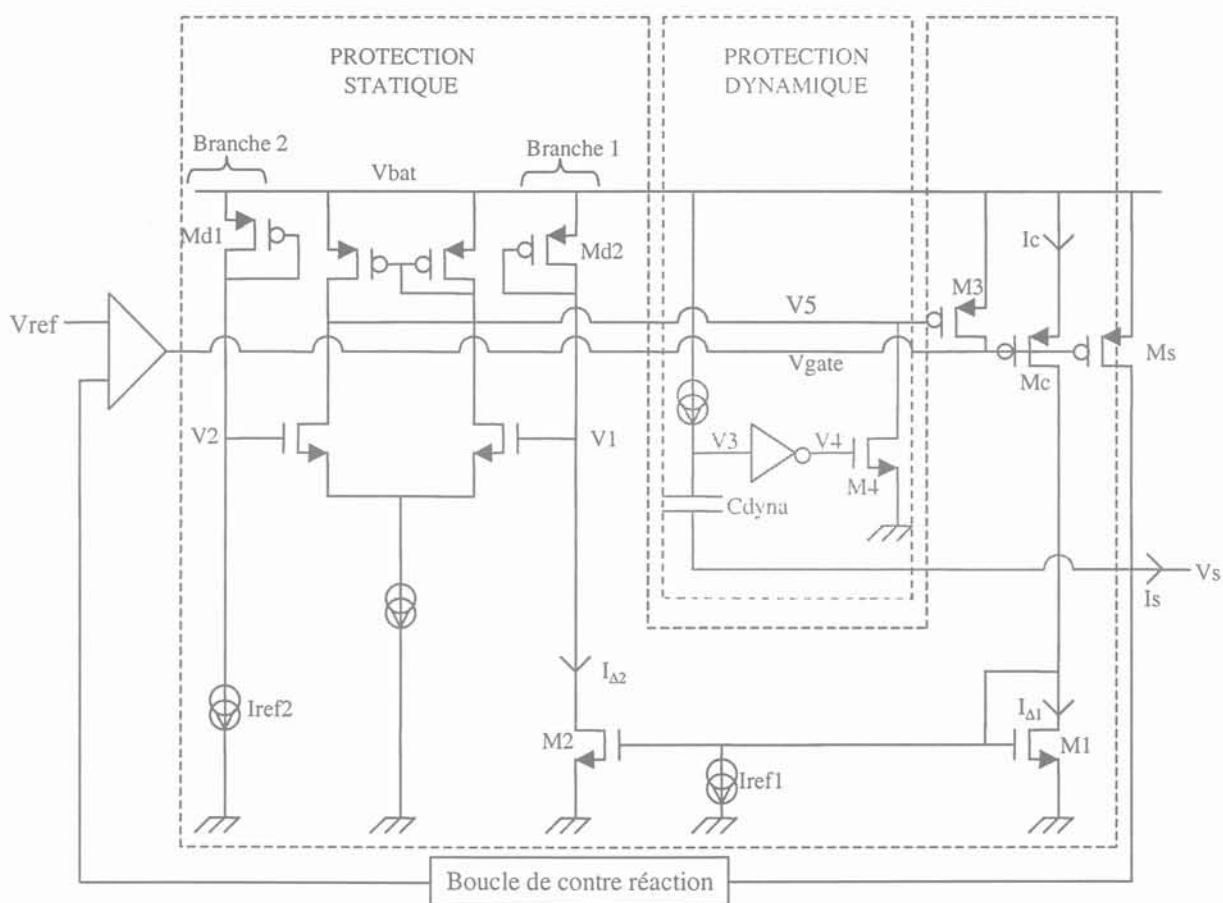 PROTECTION
STATIQUE
PROTECTION
DYNAMIQUE
Branche 2
Branche 1
Vbat
Md1
Md2
Ic
M3
V5
Vref
Vgate
Mc
Ms
V2
V1
V3
V4
M4
Cdyna
Vs
Is
IΔ2
Iref2
IΔ1
M2
M1
Iref1
Boucle de contre réaction